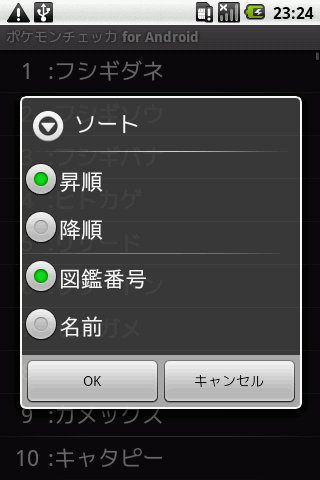 23:24
ポケモンチェッカ for Android
1 :フシギダネ
ソート
昇順
降順
図鑑番号
名前
OK キャンセル
9 :カメックス
10 :キャタピー